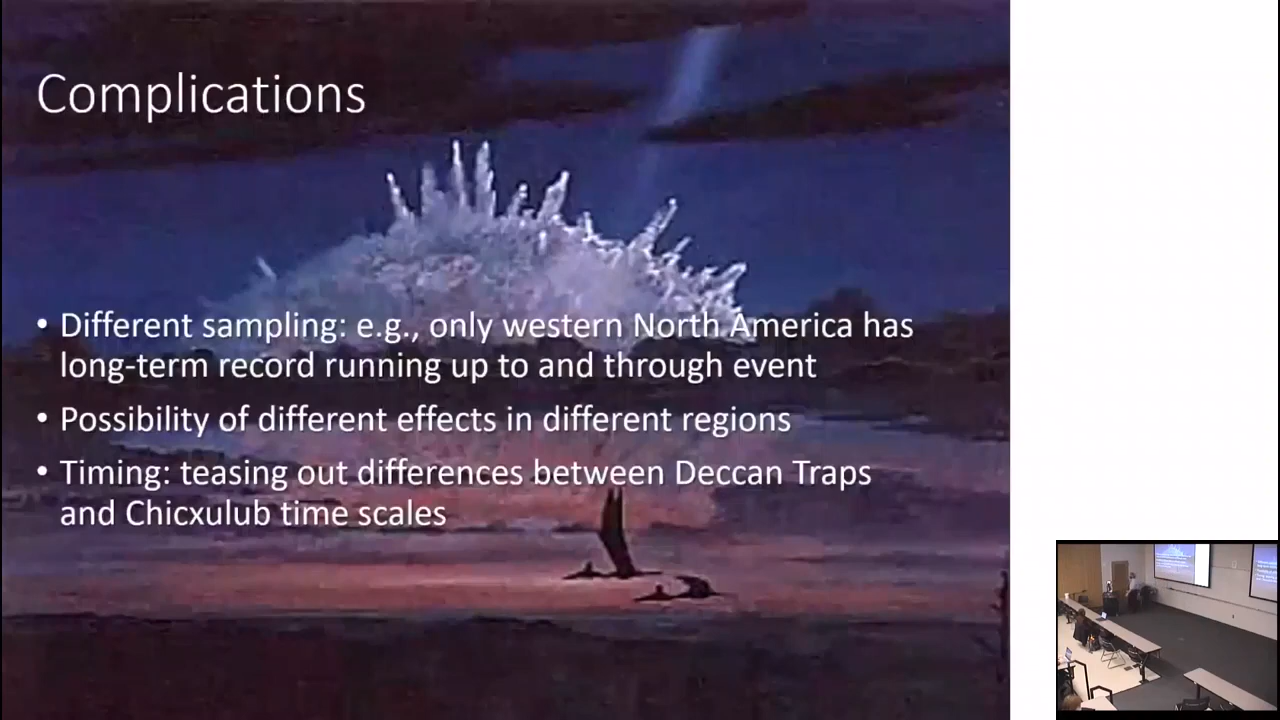 Complications
• Different sampling: e.g., only western North America has
long-term record running up to and through event
• Possibility of different effects in different regions
• Timing: teasing out differences between Deccan Traps
and Chicxulub time scales